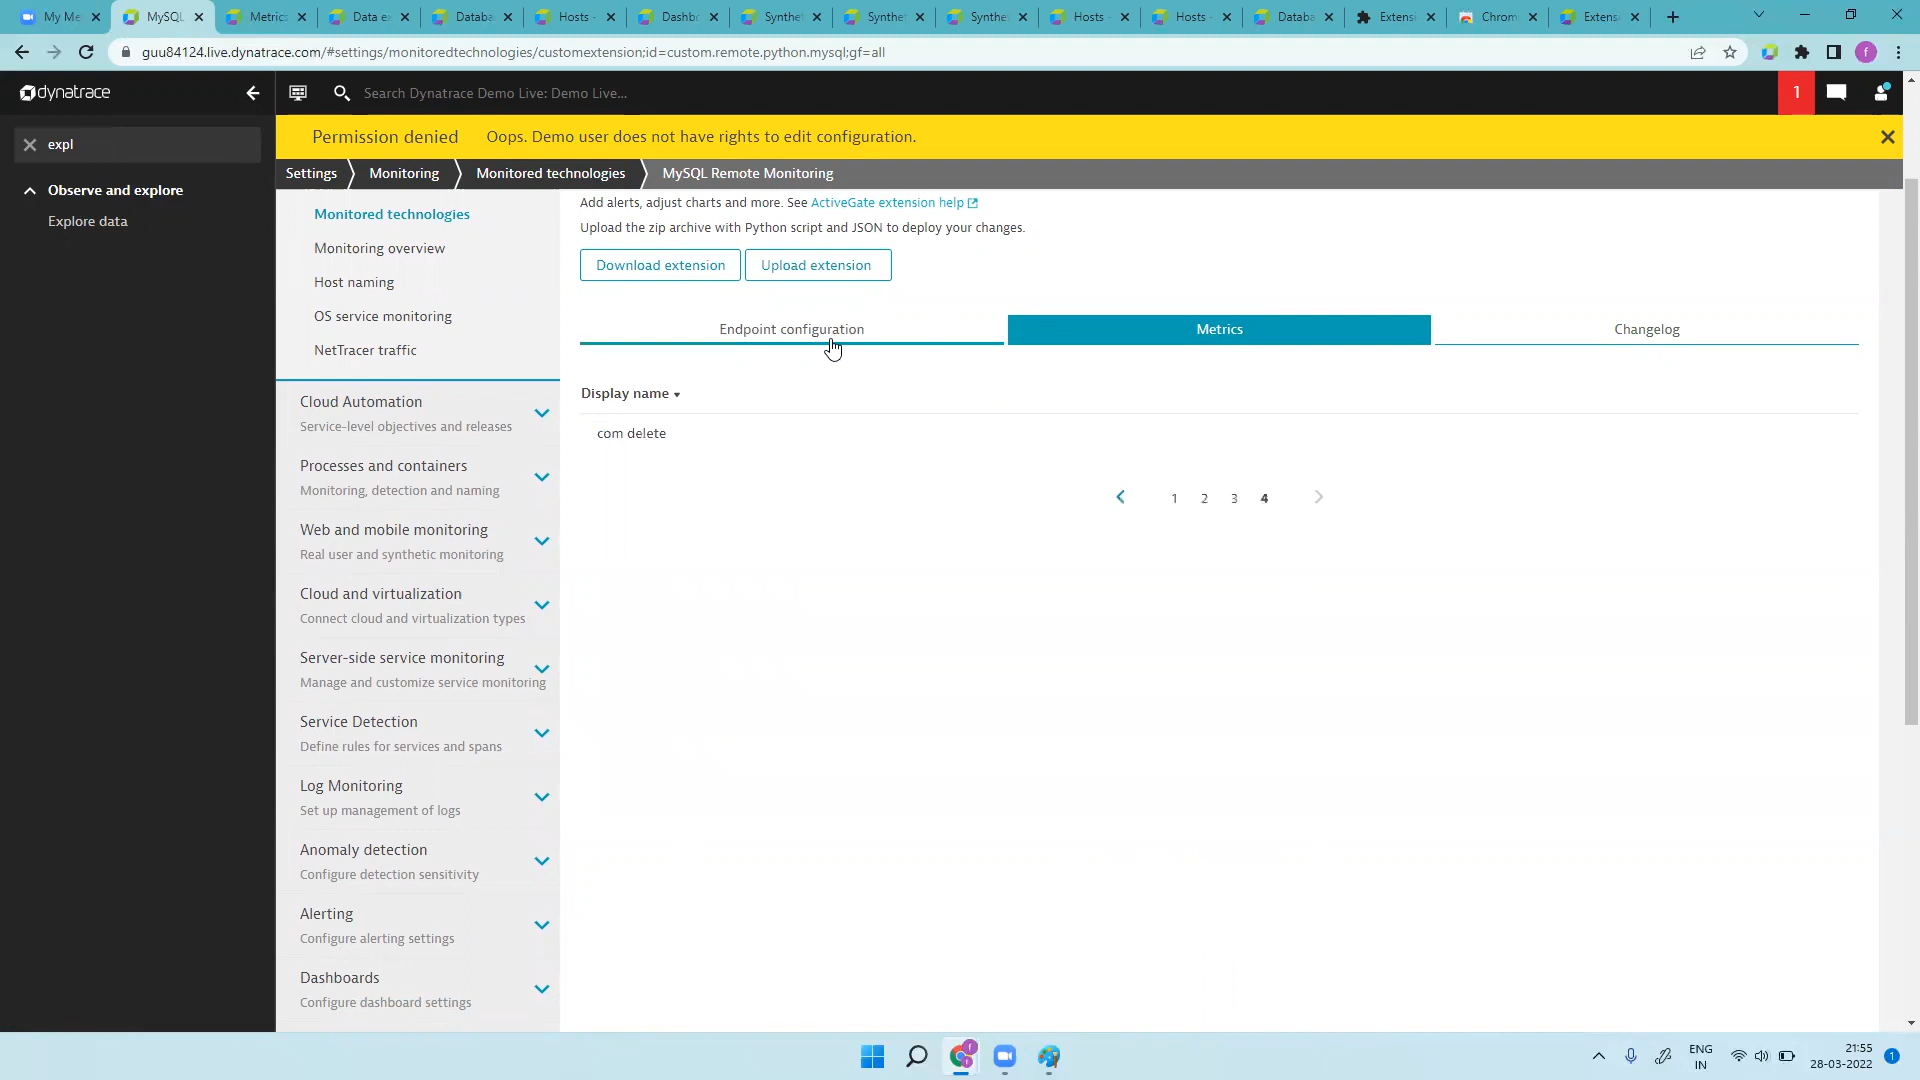 My Me
MySQL
Metrics
Data e
Databa
Hosts -
Dashbo
Synthe
Synthe
Synthe
Hosts -
Hosts -
Databa
Extensi
Chrom
Extens
guu84124.live.dynatrace.com/#settings/monitoredtechnologies/customextension;id=custom.remote.python.mysql;gf=all
f
dynatrace
Search Dynatrace Demo Live: Demo Live...
1
expl
Permission denied Oops. Demo user does not have rights to edit configuration.
Settings Monitoring Monitored technologies MySQL Remote Monitoring
Observe and explore
Explore data
Monitored technologies
Monitoring overview
Host naming
OS service monitoring
NetTracer traffic
Cloud Automation
Service-level objectives and releases
Processes and containers
Monitoring, detection and naming
Web and mobile monitoring
Real user and synthetic monitoring
Cloud and virtualization
Connect cloud and virtualization types
Server-side service monitoring
Manage and customize service monitoring
Service Detection
Define rules for services and spans
Log Monitoring
Set up management of logs
Anomaly detection
Configure detection sensitivity
Alerting
Configure alerting settings
Dashboards
Configure dashboard settings
Add alerts, adjust charts and more. See ActiveGate extension help
Upload the zip archive with Python script and JSON to deploy your changes.
Download extension Upload extension
Endpoint configuration Metrics Changelog
Display name
com delete
1 2 3 4
ENG
IN
21:55
28-03-2022
1